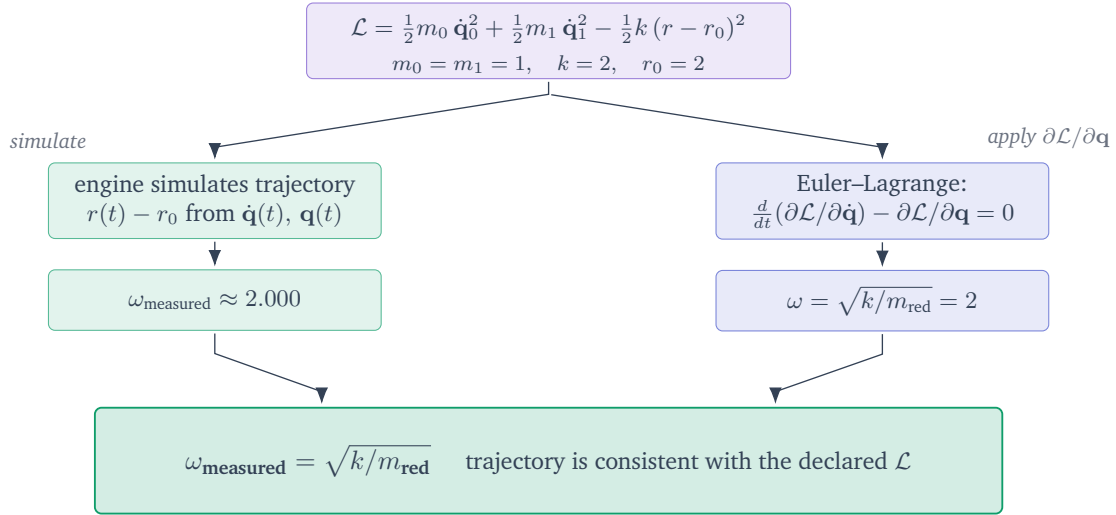 ℒ = ½m₀ q̇₀² + ½m₁ q̇₁² − ½k (r − r₀)²
m₀ = m₁ = 1,   k = 2,   r₀ = 2
simulate
apply ∂ℒ/∂q
engine simulates trajectory
r(t) − r₀ from q̇(t), q(t)
Euler–Lagrange:
d/dt(∂ℒ/∂q̇) − ∂ℒ/∂q = 0
ω_measured ≈ 2.000
ω = √(k/m_red) = 2
ω_measured = √(k/m_red)   trajectory is consistent with the declared ℒ